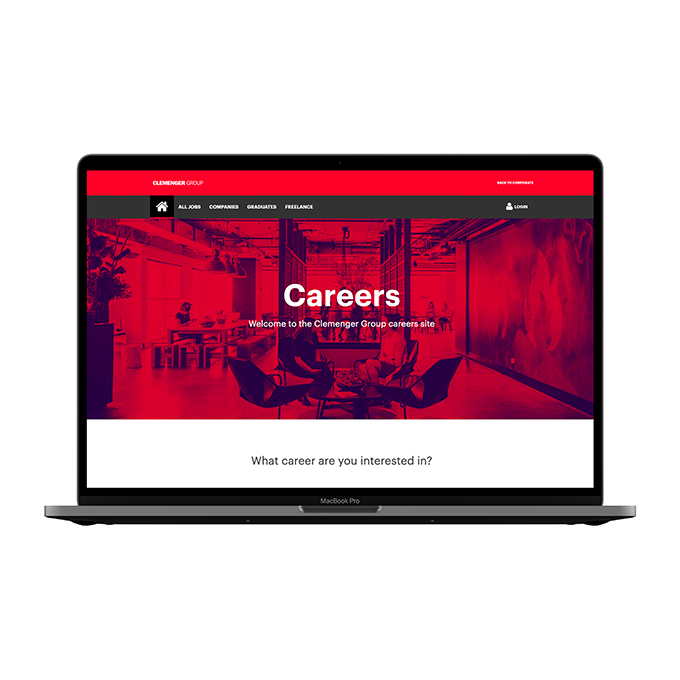 CLEMENGER GROUP
BACK TO CORPORATE
ALL JOBS COMPANIES GRADUATES FREELANCE
LOGIN
Careers
Welcome to the Clemenger Group careers site
What career are you interested in?
MacBook Pro